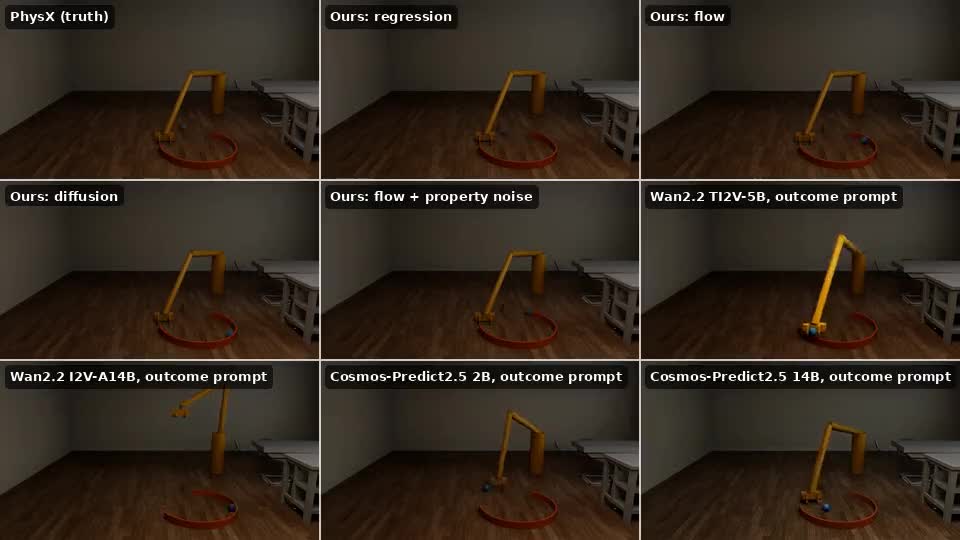 PhysX (truth)
Ours: regression
Ours: flow
Ours: diffusion
Ours: flow + property noise
Wan2.2 TI2V-5B, outcome prompt
Wan2.2 I2V-A14B, outcome prompt
Cosmos-Predict2.5 2B, outcome prompt
Cosmos-Predict2.5 14B, outcome prompt